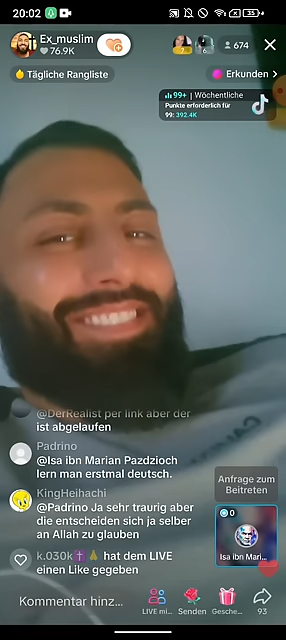 20:02
35
Ex_muslim
76.9K
674
Tägliche Rangliste
Erkunden >
99+ | Wöchentliche
Punkte erforderlich für
99: 392.4K
@DerRealist per link aber der
ist abgelaufen
Padrino
@Isa ibn Marian Pazdzioch
lern man erstmal deutsch.
KingHeihachi
@Padrino Ja sehr traurig aber
die entscheiden sich ja selber
an Allah zu glauben
k.030k✝️🙏 hat dem LIVE
einen Like gegeben
Anfrage zum
Beitreten
0
Isa ibn Mari...
Kommentar hinz...
LIVE mi...
Senden
Gesche...
93